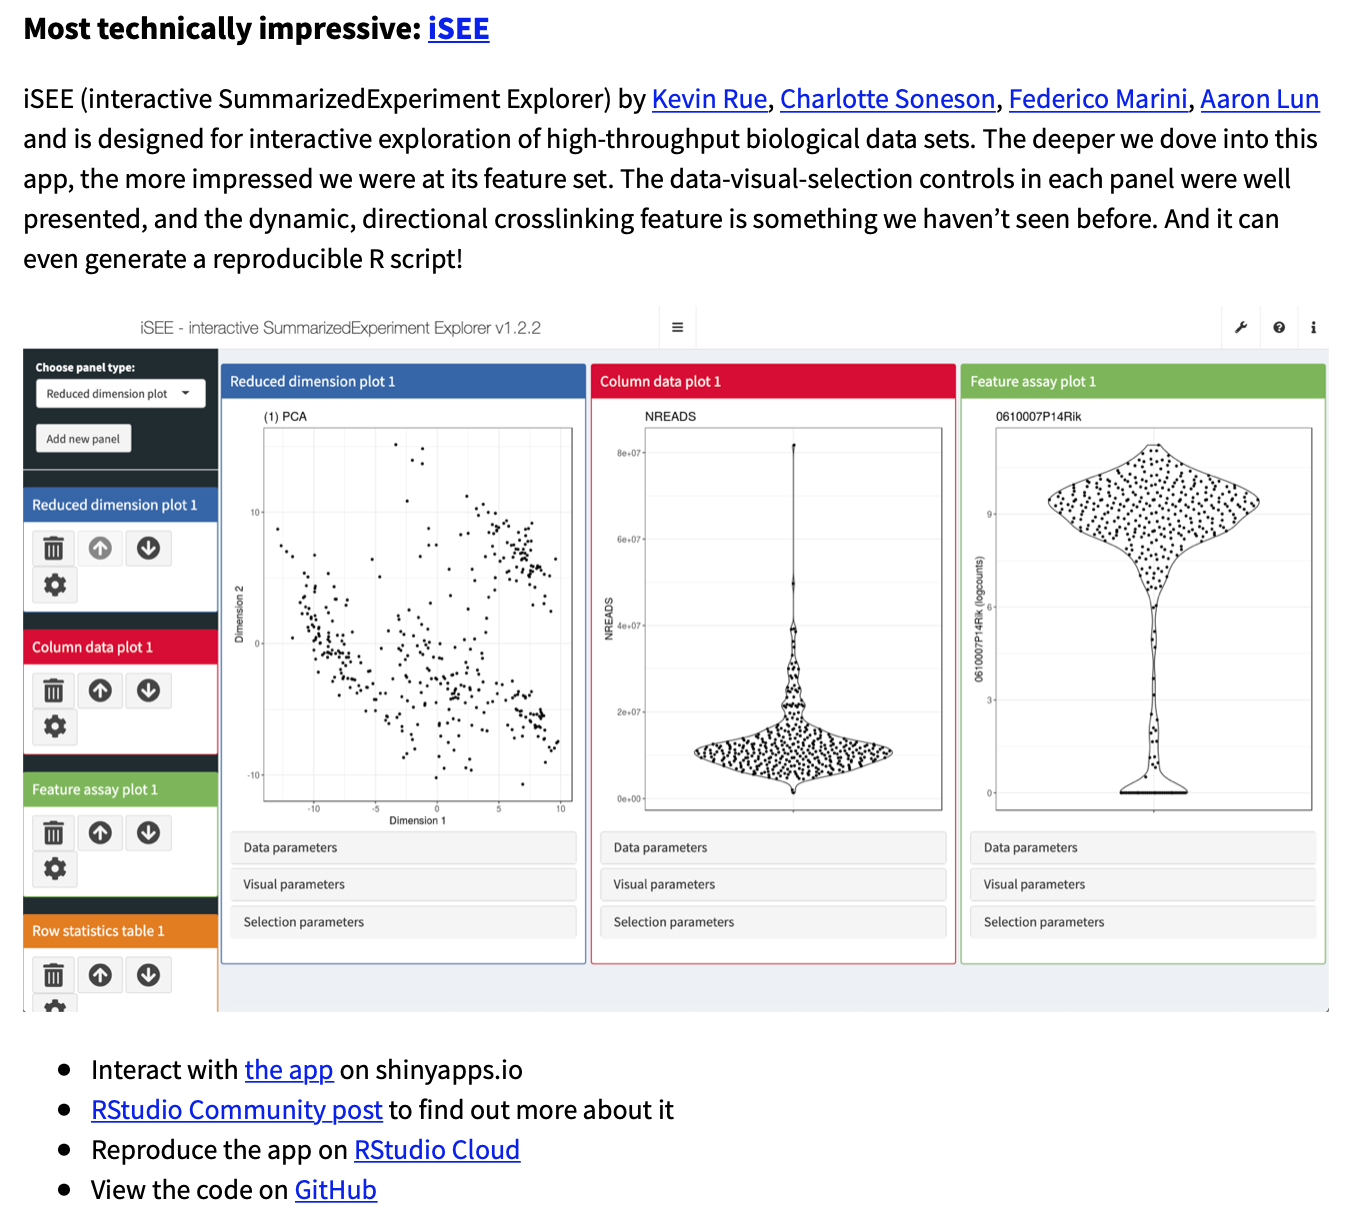 Most technically impressive: iSEE
iSEE (interactive SummarizedExperiment Explorer) by Kevin Rue, Charlotte Soneson, Federico Marini, Aaron Lun
and is designed for interactive exploration of high-throughput biological data sets. The deeper we dove into this
app, the more impressed we were at its feature set. The data-visual-selection controls in each panel were well
presented, and the dynamic, directional crosslinking feature is something we haven’t seen before. And it can
even generate a reproducible R script!
iSEE - interactive SummarizedExperiment Explorer v1.2.2
Choose panel type:
Reduced dimension plot
Add new panel
Reduced dimension plot 1
Column data plot 1
Feature assay plot 1
Row statistics table 1
Reduced dimension plot 1
(1) PCA
Dimension 2
10
0
-10
-10 -5 0 5 10
Dimension 1
Data parameters
Visual parameters
Selection parameters
Column data plot 1
NREADS
NREADS
8e+07
6e+07
4e+07
2e+07
0e+00
Data parameters
Visual parameters
Selection parameters
Feature assay plot 1
0610007P14Rik
0610007P14Rik (logcounts)
9
6
3
0
Data parameters
Visual parameters
Selection parameters
● Interact with the app on shinyapps.io
● RStudio Community post to find out more about it
● Reproduce the app on RStudio Cloud
● View the code on GitHub